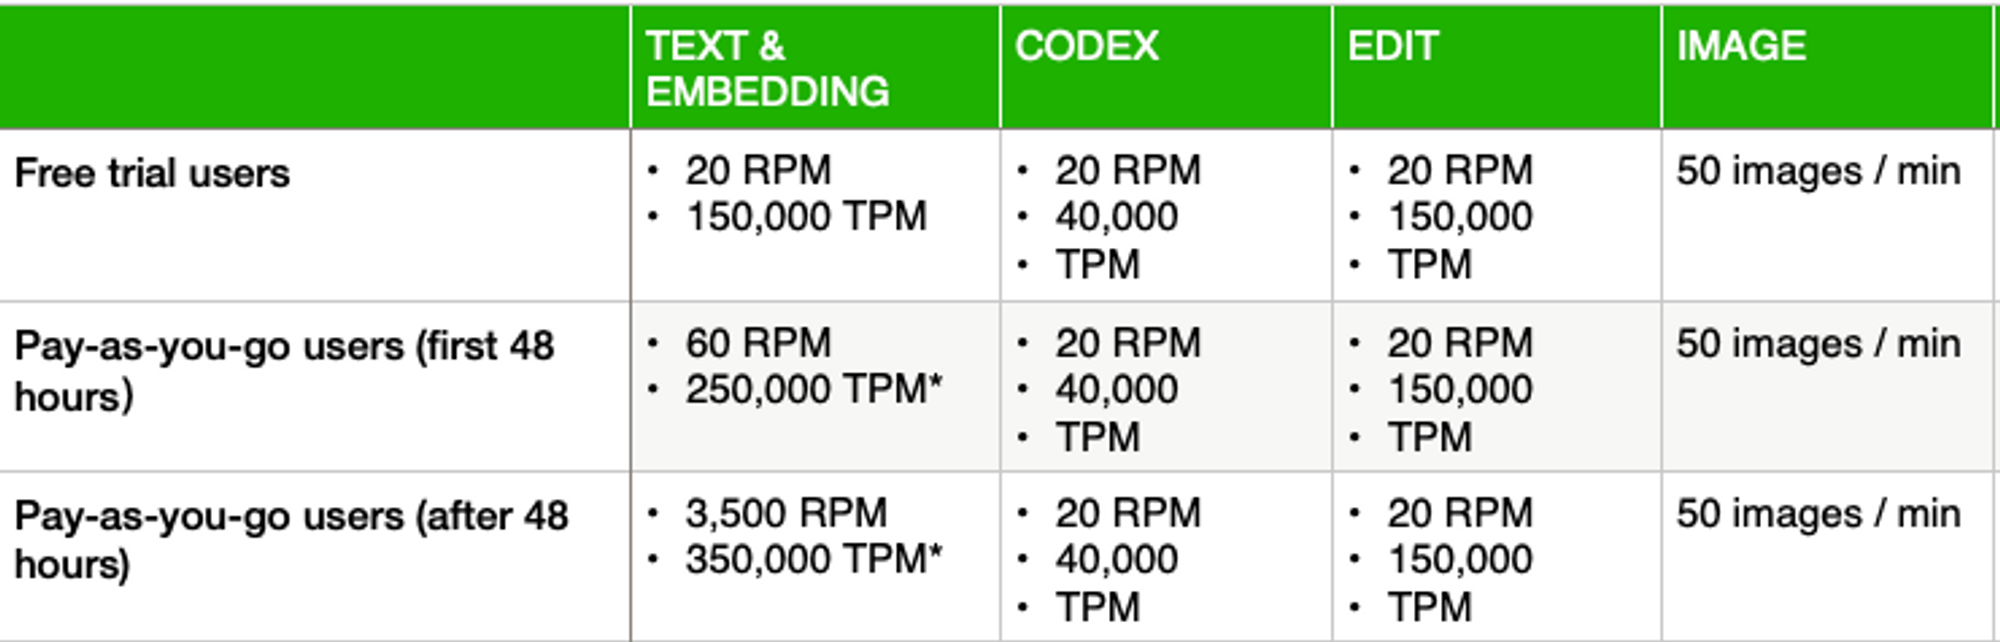 TEXT &
EMBEDDING
CODEX
EDIT
IMAGE
Free trial users
• 20 RPM
• 150,000 TPM
• 20 RPM
• 40,000
• TPM
• 20 RPM
• 150,000
• TPM
50 images / min
Pay-as-you-go users (first 48
hours)
• 60 RPM
• 250,000 TPM*
• 20 RPM
• 40,000
• TPM
• 20 RPM
• 150,000
• TPM
50 images / min
Pay-as-you-go users (after 48
hours)
• 3,500 RPM
• 350,000 TPM*
• 20 RPM
• 40,000
• TPM
• 20 RPM
• 150,000
• TPM
50 images / min